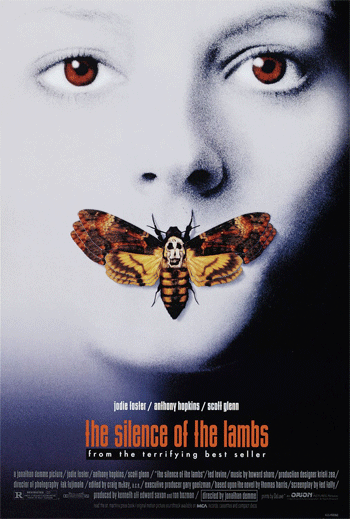 jodie foster / anthony hopkins / scott glenn
the silence of the lambs
from the terrifying best seller
a jonathan demme picture / jodie foster / anthony hopkins / scott glenn / "the silence of the lambs" / ted levine / music by howard shore / production designer kristi zea /
director of photography tak fujimoto / edited by craig mckay, a.c.e. / executive producer gary goetzman / based upon the novel by thomas harris / screenplay by ted tally /
R produced by kenneth utt edward saxon and ron bozman / directed by jonathan demme ORION